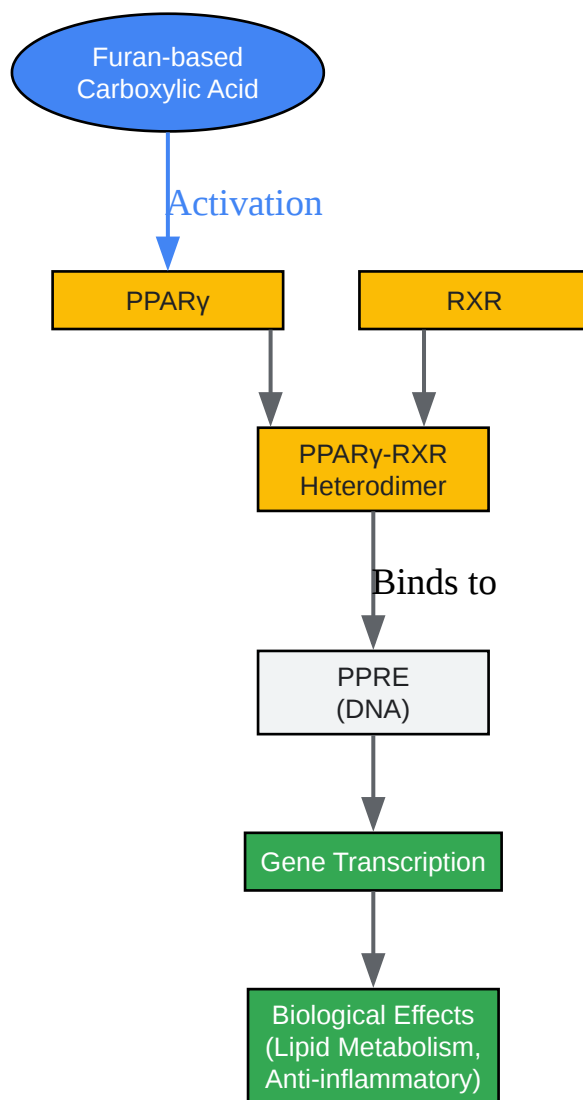 Furan-based
Carboxylic Acid
Activation
PPARγ
RXR
PPARγ-RXR
Heterodimer
Binds to
PPRE
(DNA)
Gene Transcription
Biological Effects
(Lipid Metabolism,
Anti-inflammatory)